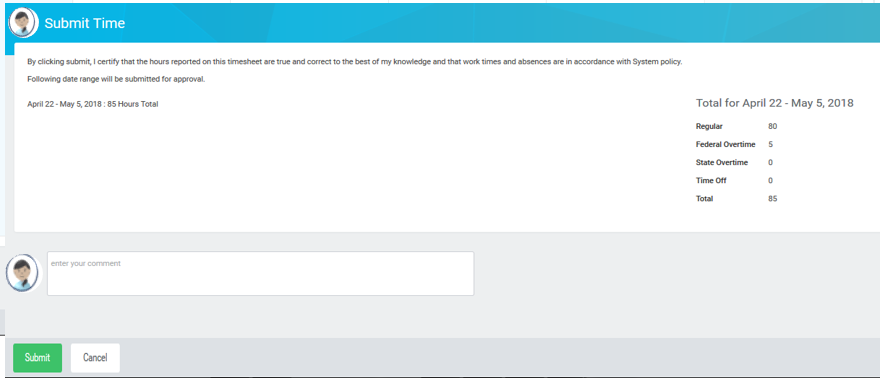 Submit Time
By clicking submit, I certify that the hours reported on this timesheet are true and correct to the best of my knowledge and that work times and absences are in accordance with System policy.
Following date range will be submitted for approval.
April 22 - May 5, 2018 : 85 Hours Total
Total for April 22 - May 5, 2018
Regular 80
Federal Overtime 5
State Overtime 0
Time Off 0
Total 85
enter your comment
Submit Cancel